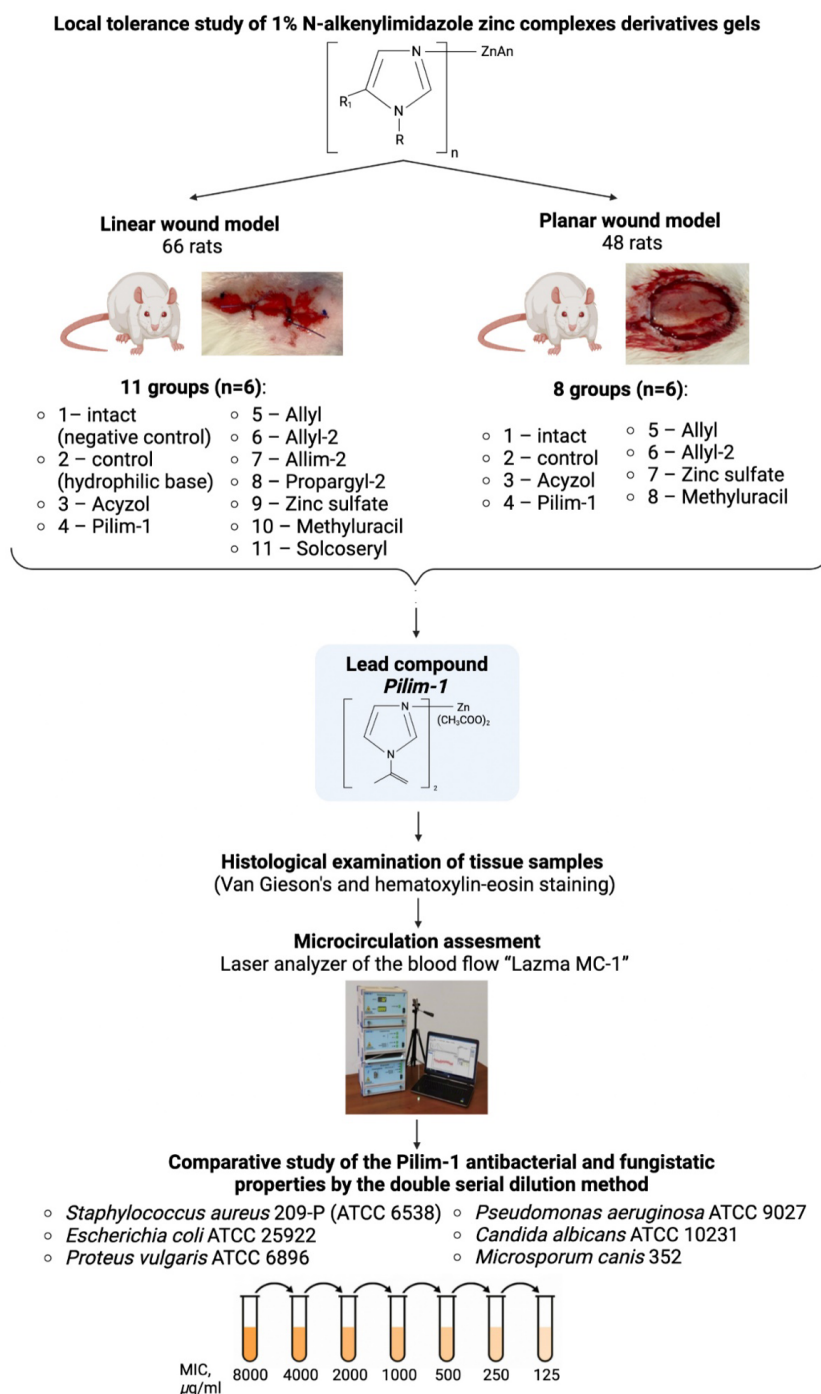 Local tolerance study of 1% N-alkenylimidazole zinc complexes derivatives gels
N
ZnAn
R₁
N
R
n
Linear wound model
66 rats
Planar wound model
48 rats
11 groups (n=6):
○ 1– intact
(negative control)
○ 2 – control
(hydrophilic base)
○ 3 – Acyzol
○ 4 – Pilim-1
○ 5 – Allyl
○ 6 – Allyl-2
○ 7 – Allim-2
○ 8 – Propargyl-2
○ 9 – Zinc sulfate
○ 10 – Methyluracil
○ 11 – Solcoseryl
8 groups (n=6):
○ 1 – intact
○ 2 – control
○ 3 – Acyzol
○ 4 – Pilim-1
○ 5 – Allyl
○ 6 – Allyl-2
○ 7 – Zinc sulfate
○ 8 – Methyluracil
Lead compound
Pilim-1
N
Zn
(CH₃COO)₂
N
2
Histological examination of tissue samples
(Van Gieson's and hematoxylin-eosin staining)
Microcirculation assesment
Laser analyzer of the blood flow “Lazma MC-1”
Comparative study of the Pilim-1 antibacterial and fungistatic
properties by the double serial dilution method
○ Staphylococcus aureus 209-P (ATCC 6538)
○ Escherichia coli ATCC 25922
○ Proteus vulgaris ATCC 6896
○ Pseudomonas aeruginosa ATCC 9027
○ Candida albicans ATCC 10231
○ Microsporum canis 352
MIC,
µg/ml
8000 4000 2000 1000 500 250 125